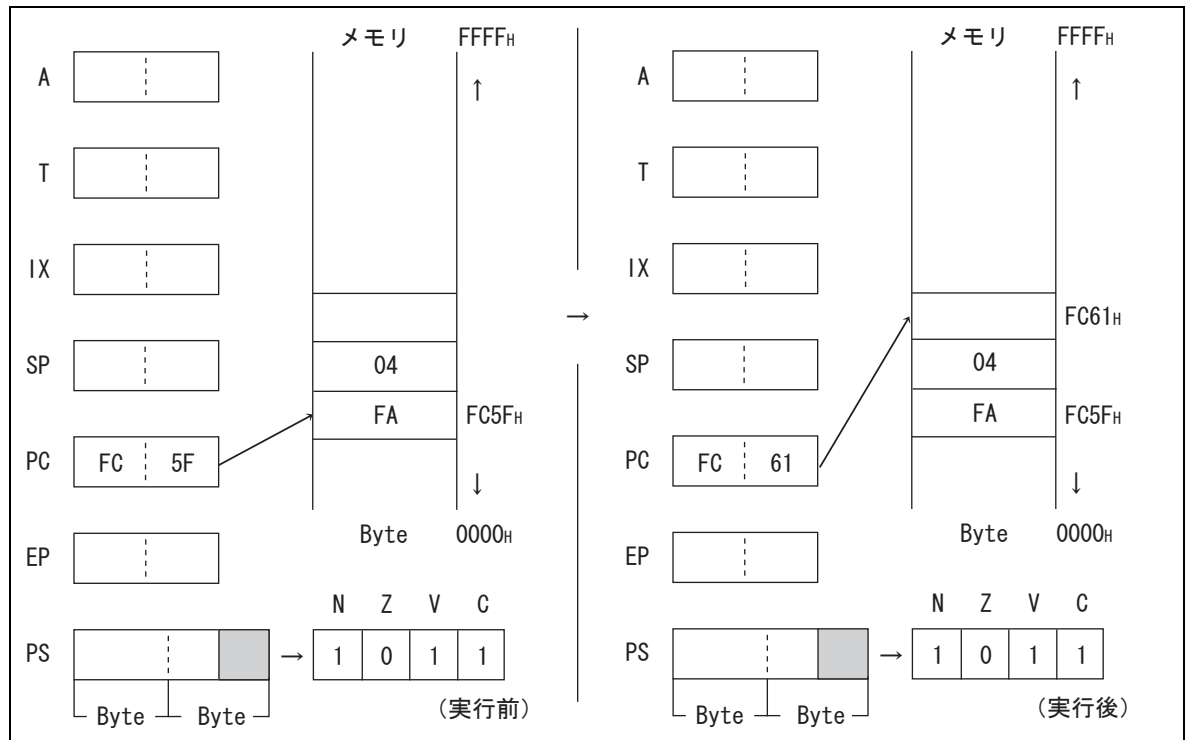 メモリ FFFFH
A
↑
T
IX
SP 04
FA FC5FH
PC FC 5F
↓
Byte 0000H
EP
N Z V C
PS → 1 0 1 1
Byte Byte (実行前)
→
メモリ FFFFH
A
↑
T
IX
FC61H
SP 04
FA FC5FH
PC FC 61
↓
Byte 0000H
EP
N Z V C
PS → 1 0 1 1
Byte Byte (実行後)